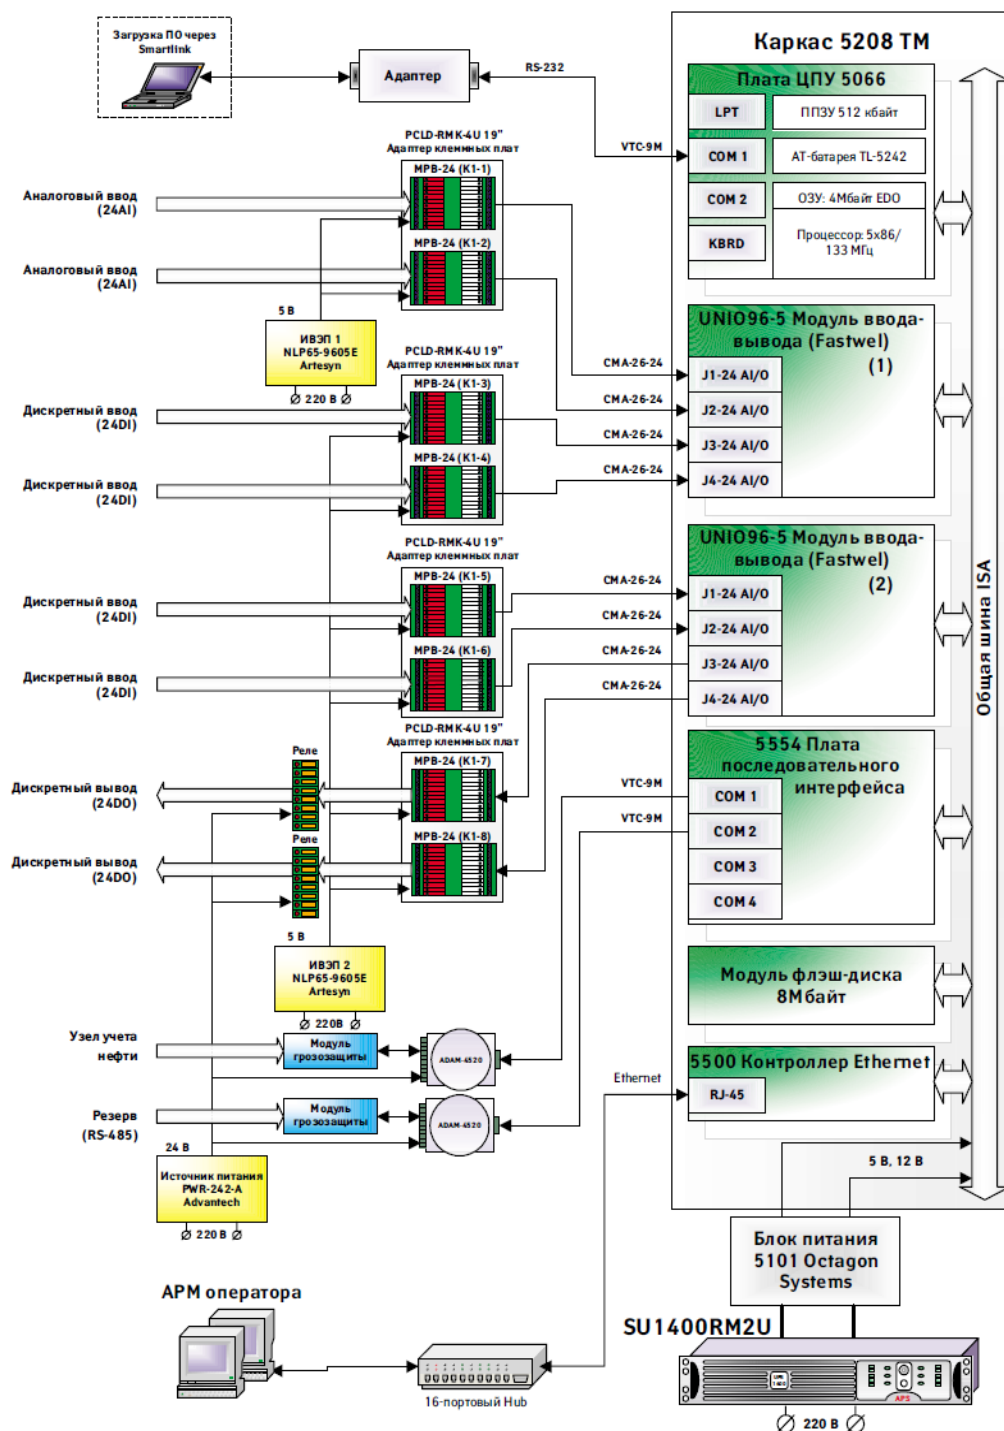 Загрузка ПО через
Smartlink
Адаптер
RS-232
VTC-9M
Каркас 5208 ТМ
Плата ЦПУ 5066
LPT
ППЗУ 512 кбайт
COM 1
АТ-батарея TL-5242
COM 2
ОЗУ: 4Мбайт EDO
KBRD
Процессор: 5x86/
133 МГц
PCLD-RMK-4U 19"
Адаптер клеммных плат
MPB-24 (K1-1)
Аналоговый ввод
(24AI)
MPB-24 (K1-2)
Аналоговый ввод
(24AI)
5 В
ИВЭП 1
NLP65-9605E
Artesyn
220 В
UNIO96-5 Модуль ввода-
вывода (Fastwel)
(1)
CMA-26-24
J1-24 AI/O
CMA-26-24
J2-24 AI/O
CMA-26-24
J3-24 AI/O
CMA-26-24
J4-24 AI/O
PCLD-RMK-4U 19"
Адаптер клеммных плат
MPB-24 (K1-3)
Дискретный ввод
(24DI)
MPB-24 (K1-4)
Дискретный ввод
(24DI)
UNIO96-5 Модуль ввода-
вывода (Fastwel)
(2)
CMA-26-24
J1-24 AI/O
CMA-26-24
J2-24 AI/O
CMA-26-24
J3-24 AI/O
CMA-26-24
J4-24 AI/O
PCLD-RMK-4U 19"
Адаптер клеммных плат
MPB-24 (K1-5)
Дискретный ввод
(24DI)
MPB-24 (K1-6)
Дискретный ввод
(24DI)
Общая шина ISA
PCLD-RMK-4U 19"
Адаптер клеммных плат
MPB-24 (K1-7)
Реле
Дискретный вывод
(24DO)
MPB-24 (K1-8)
Реле
Дискретный вывод
(24DO)
5554 Плата
последовательного
интерфейса
VTC-9M
COM 1
VTC-9M
COM 2
COM 3
COM 4
5 В
ИВЭП 2
NLP65-9605E
Artesyn
220В
Модуль флэш-диска
8Мбайт
Узел учета
нефти
Модуль
грозозащиты
ADAM-4520
5500 Контроллер Ethernet
Ethernet
RJ-45
Резерв
(RS-485)
Модуль
грозозащиты
ADAM-4520
24 В
Источник питания
PWR-242-A
Advantech
220 В
5 В, 12 В
Блок питания
5101 Octagon
Systems
АРМ оператора
16-портовый Hub
SU1400RM2U
APS
220 В